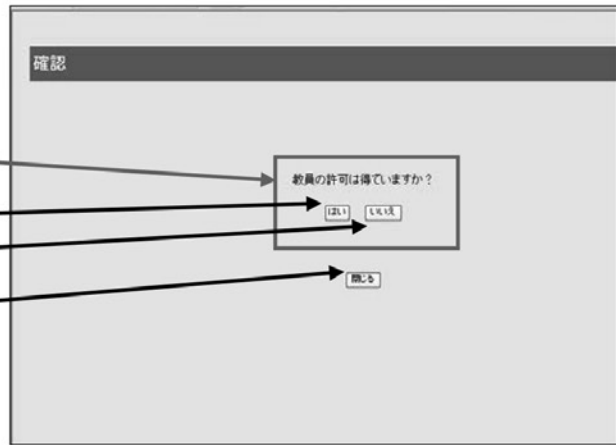 確認
教員の許可は得ていますか？
はい いいえ
閉じる